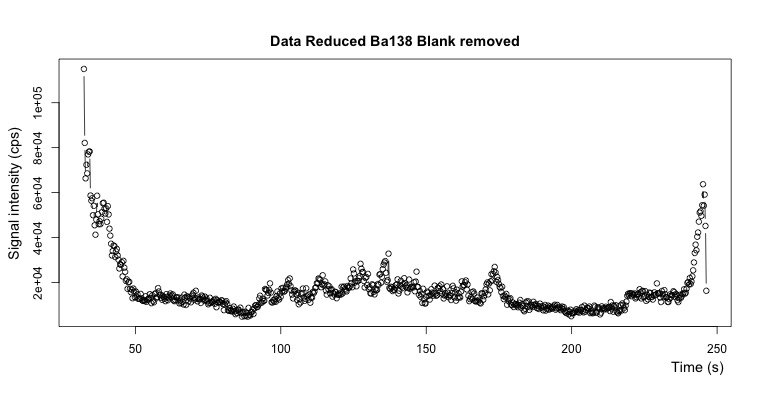 Data Reduced Ba138 Blank removed
Signal intensity (cps)
1e+05
8e+04
6e+04
4e+04
2e+04
50 100 150 200 250
Time (s)